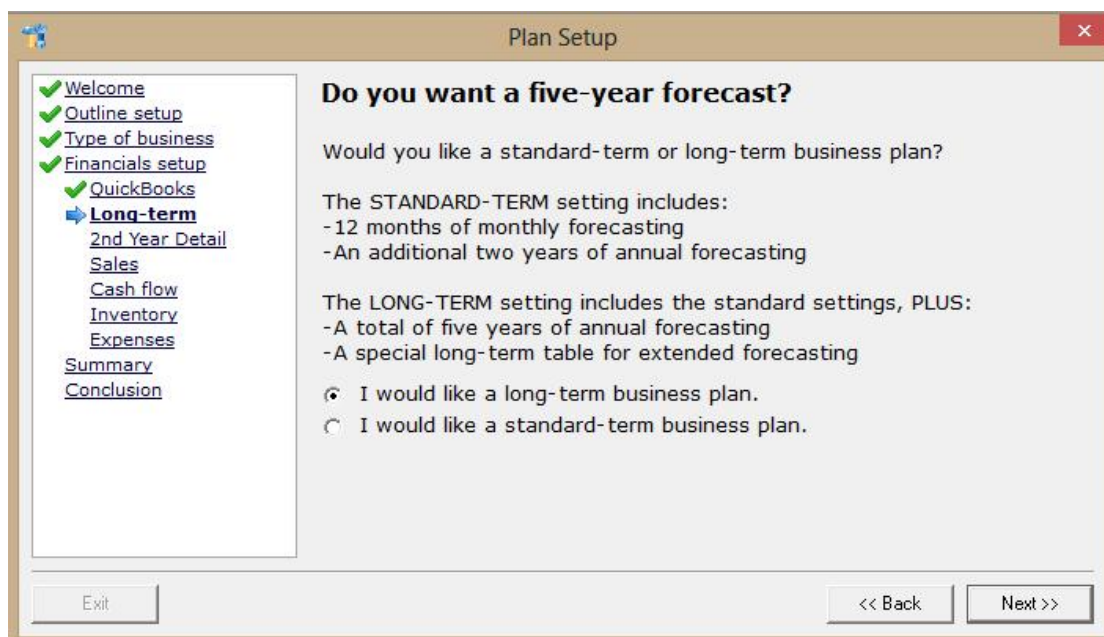 Plan Setup
Welcome
Outline setup
Type of business
Financials setup
QuickBooks
Long-term
2nd Year Detail
Sales
Cash flow
Inventory
Expenses
Summary
Conclusion
Do you want a five-year forecast?
Would you like a standard-term or long-term business plan?
The STANDARD-TERM setting includes:
-12 months of monthly forecasting
-An additional two years of annual forecasting
The LONG-TERM setting includes the standard settings, PLUS:
-A total of five years of annual forecasting
-A special long-term table for extended forecasting
I would like a long-term business plan.
I would like a standard-term business plan.
Exit
<< Back
Next >>